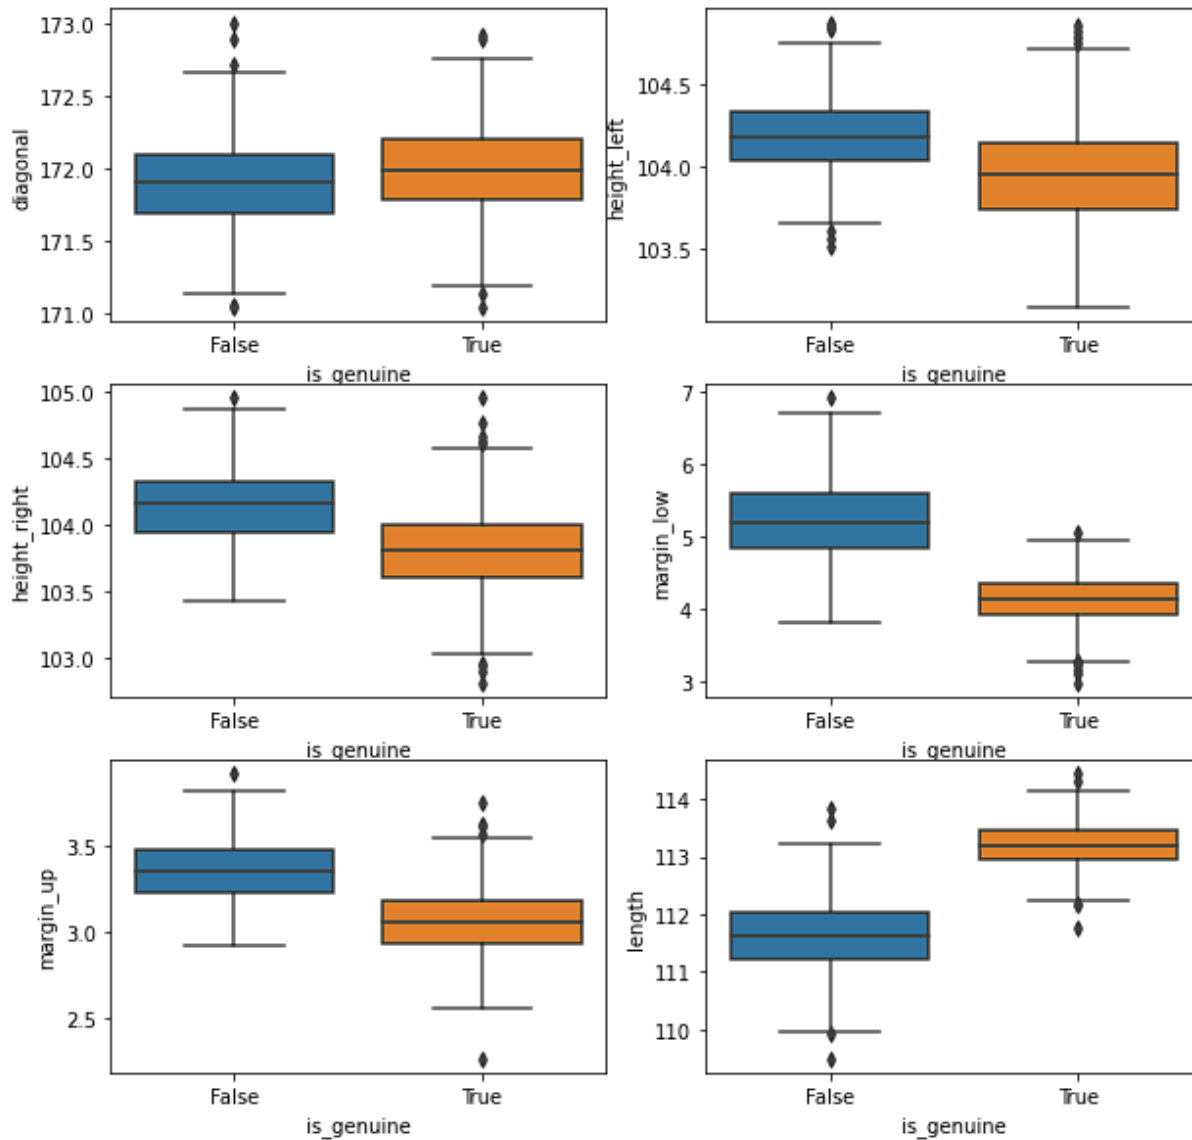 173.0
172.5
172.0
171.5
171.0
diagonal
False True
is_genuine
104.5
104.0
103.5
height_left
False True
is_genuine
105.0
104.5
104.0
103.5
103.0
height_right
False True
is_genuine
7
6
5
4
3
margin_low
False True
is_genuine
3.5
3.0
2.5
margin_up
False True
is_genuine
114
113
112
111
110
length
False True
is_genuine